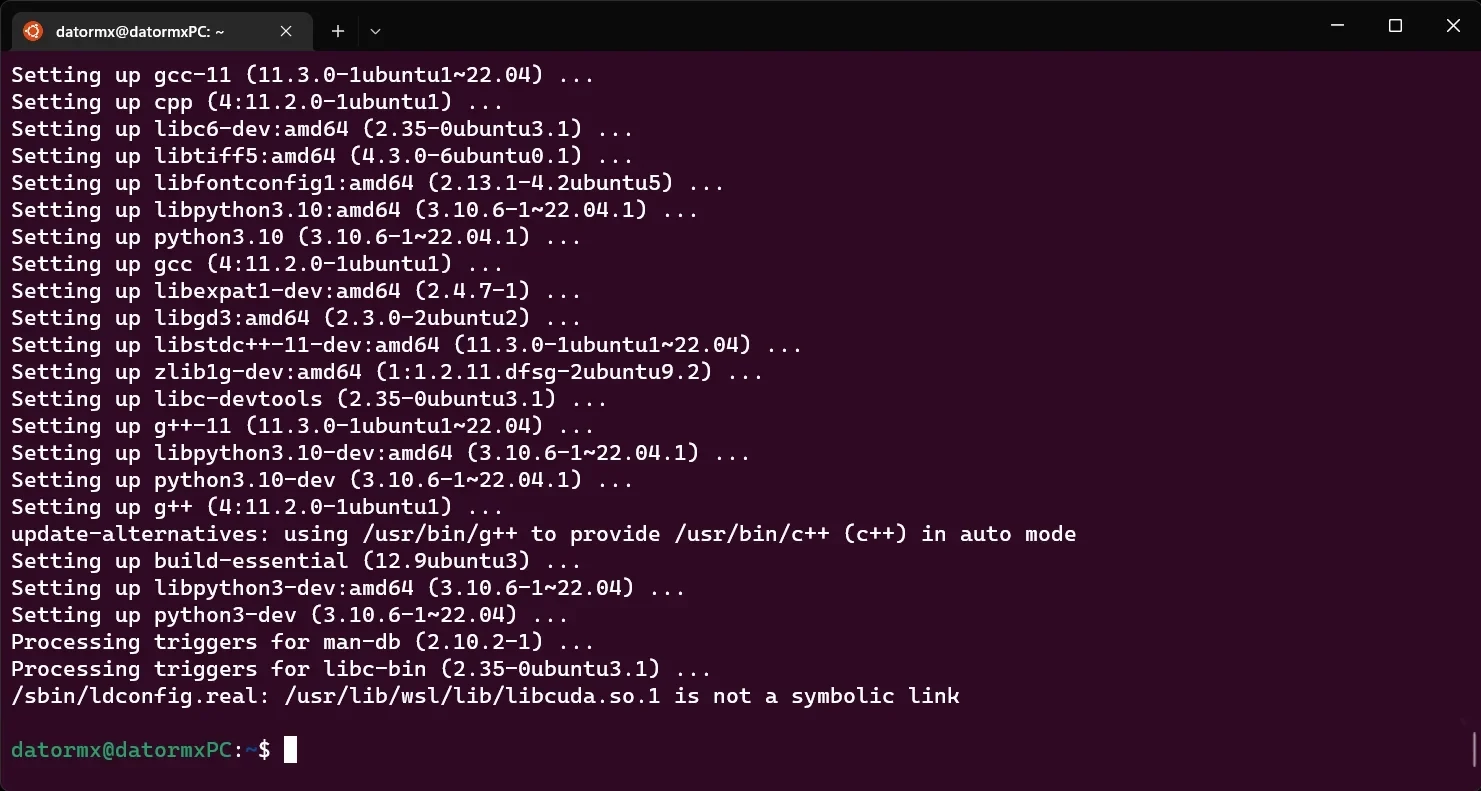 datormx@datormxPC: ~
Setting up gcc-11 (11.3.0-1ubuntu1~22.04) ...
Setting up cpp (4:11.2.0-1ubuntu1) ...
Setting up libc6-dev:amd64 (2.35-0ubuntu3.1) ...
Setting up libtiff5:amd64 (4.3.0-6ubuntu0.1) ...
Setting up libfontconfig1:amd64 (2.13.1-4.2ubuntu5) ...
Setting up libpython3.10:amd64 (3.10.6-1~22.04.1) ...
Setting up python3.10 (3.10.6-1~22.04.1) ...
Setting up gcc (4:11.2.0-1ubuntu1) ...
Setting up libexpat1-dev:amd64 (2.4.7-1) ...
Setting up libgd3:amd64 (2.3.0-2ubuntu2) ...
Setting up libstdc++-11-dev:amd64 (11.3.0-1ubuntu1~22.04) ...
Setting up zlib1g-dev:amd64 (1:1.2.11.dfsg-2ubuntu9.2) ...
Setting up libc-devtools (2.35-0ubuntu3.1) ...
Setting up g++-11 (11.3.0-1ubuntu1~22.04) ...
Setting up libpython3.10-dev:amd64 (3.10.6-1~22.04.1) ...
Setting up python3.10-dev (3.10.6-1~22.04.1) ...
Setting up g++ (4:11.2.0-1ubuntu1) ...
update-alternatives: using /usr/bin/g++ to provide /usr/bin/c++ (c++) in auto mode
Setting up build-essential (12.9ubuntu3) ...
Setting up libpython3-dev:amd64 (3.10.6-1~22.04) ...
Setting up python3-dev (3.10.6-1~22.04) ...
Processing triggers for man-db (2.10.2-1) ...
Processing triggers for libc-bin (2.35-0ubuntu3.1) ...
/sbin/ldconfig.real: /usr/lib/wsl/lib/libcuda.so.1 is not a symbolic link
datormx@datormxPC:~$